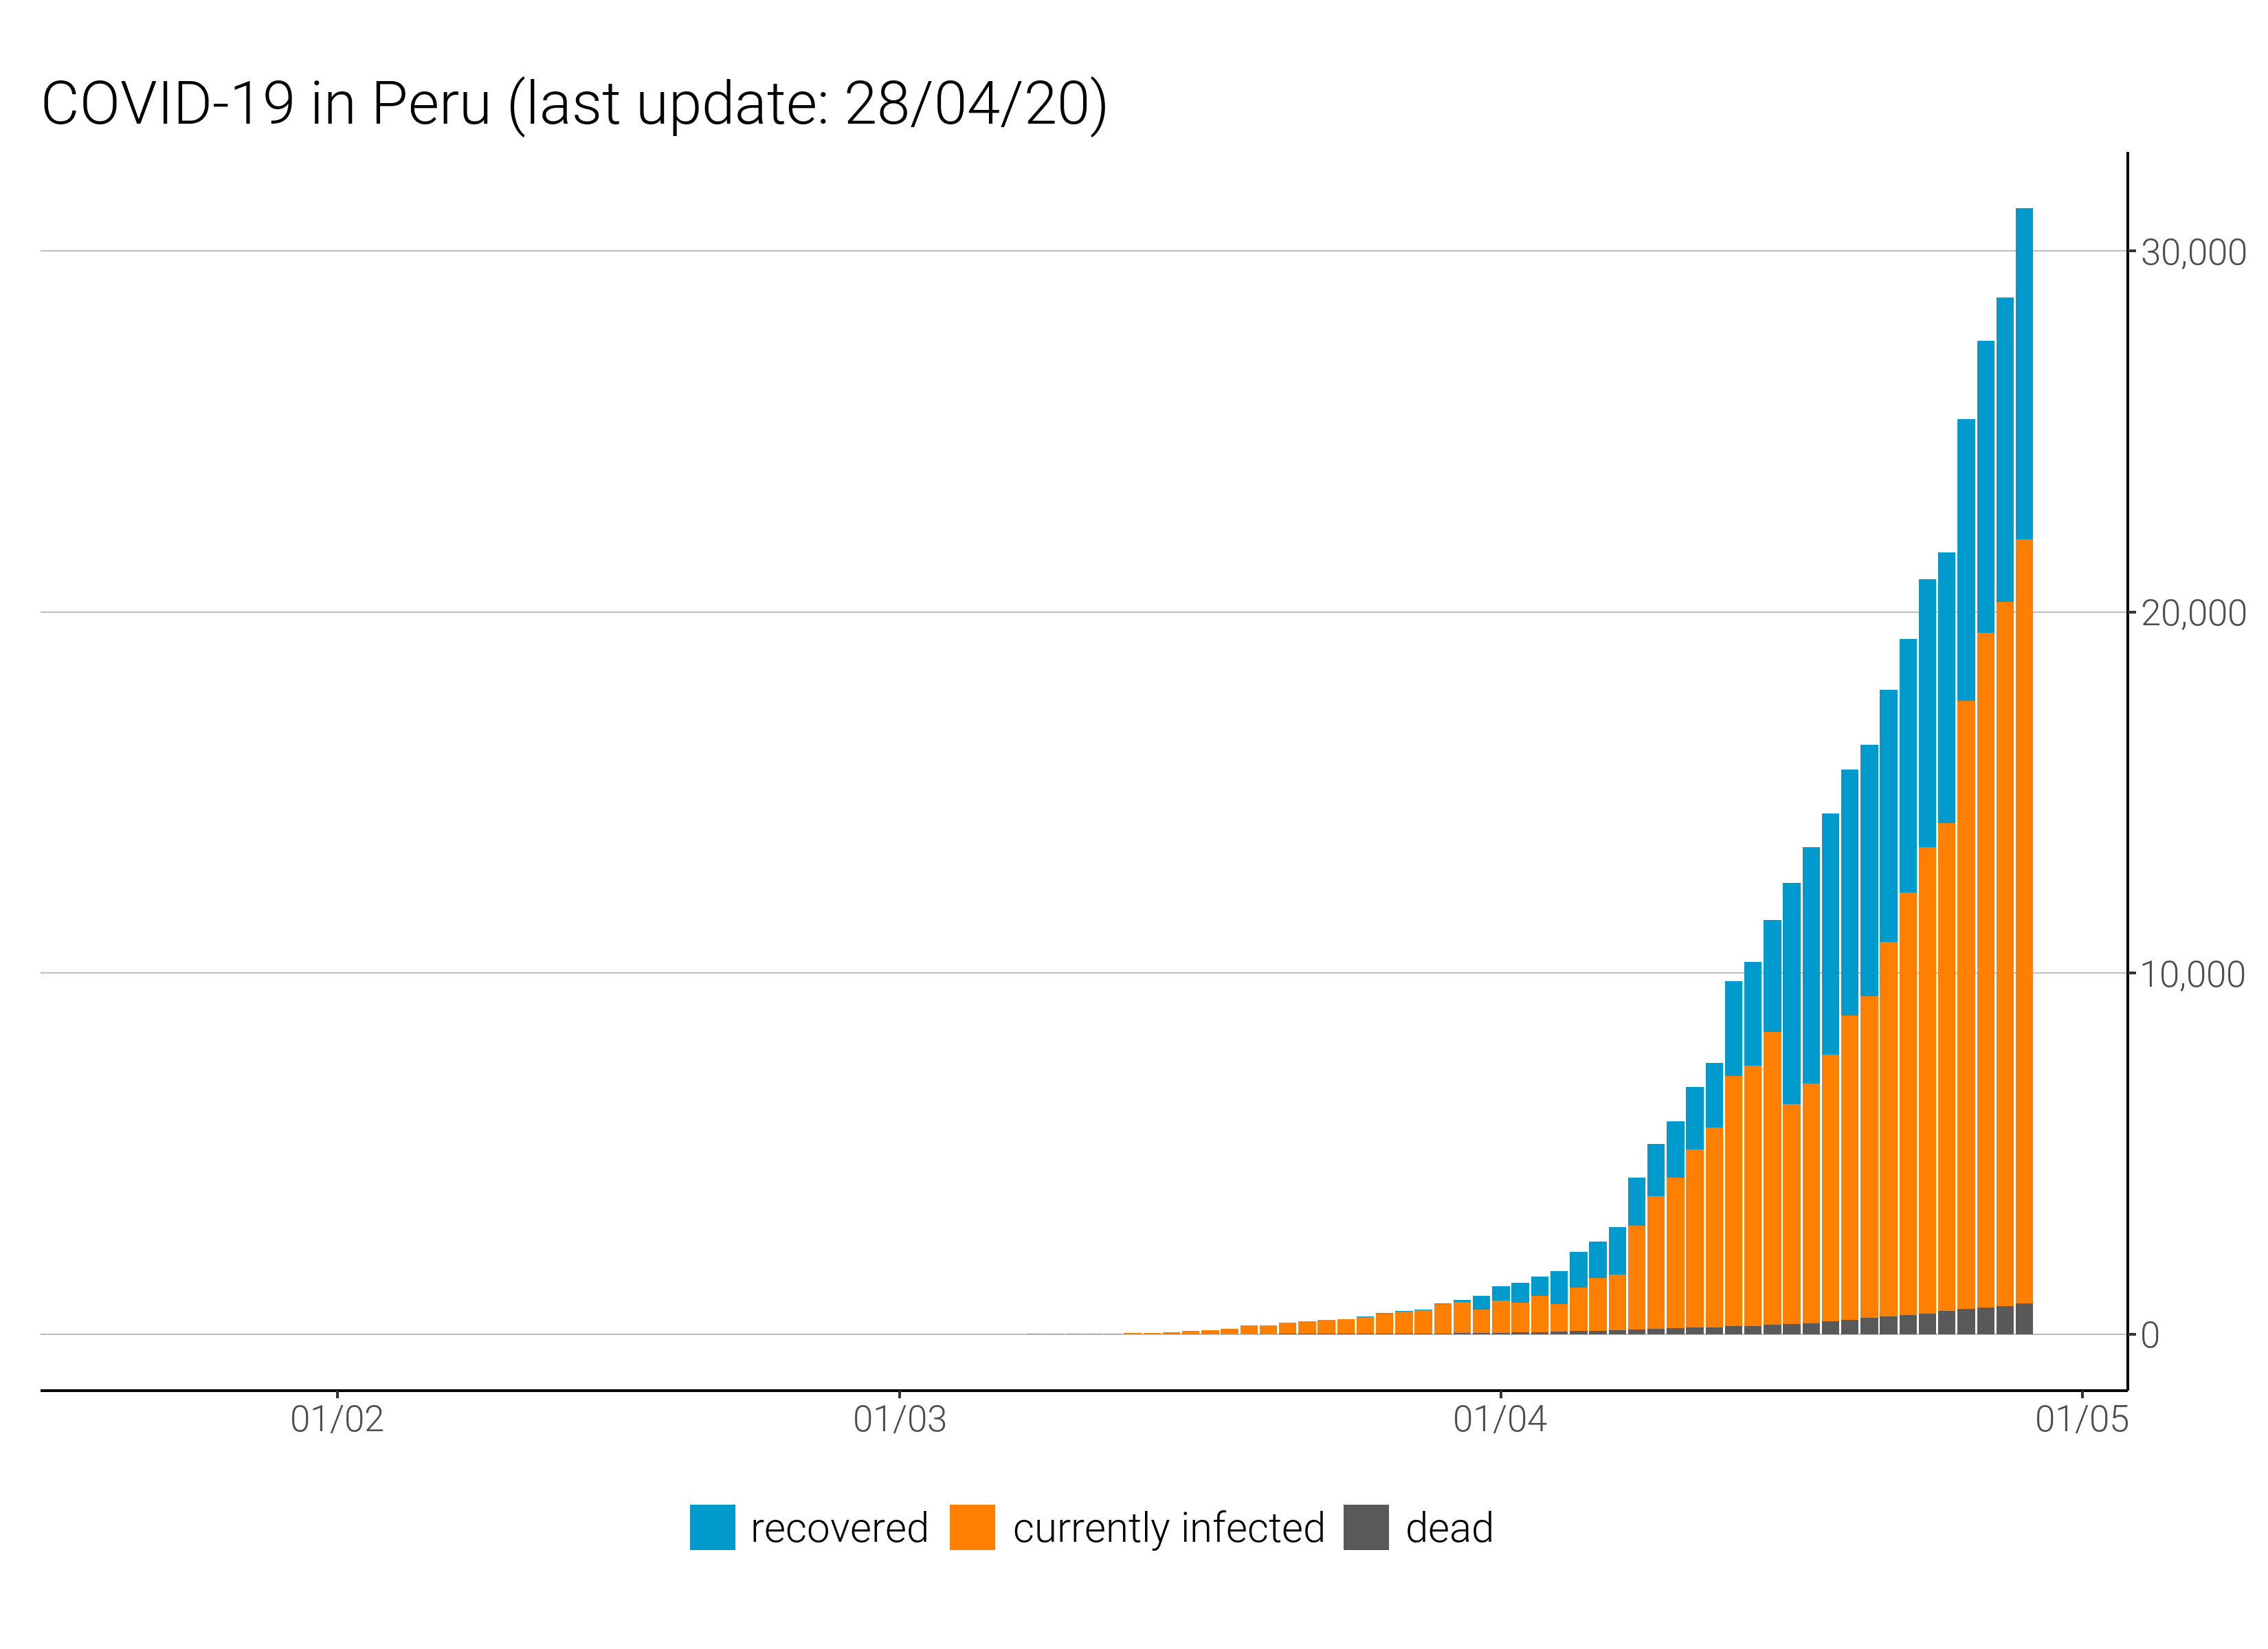 COVID-19 in Peru (last update: 28/04/20)
30,000
20,000
10,000
0
01/02 01/03 01/04 01/05
recovered currently infected dead